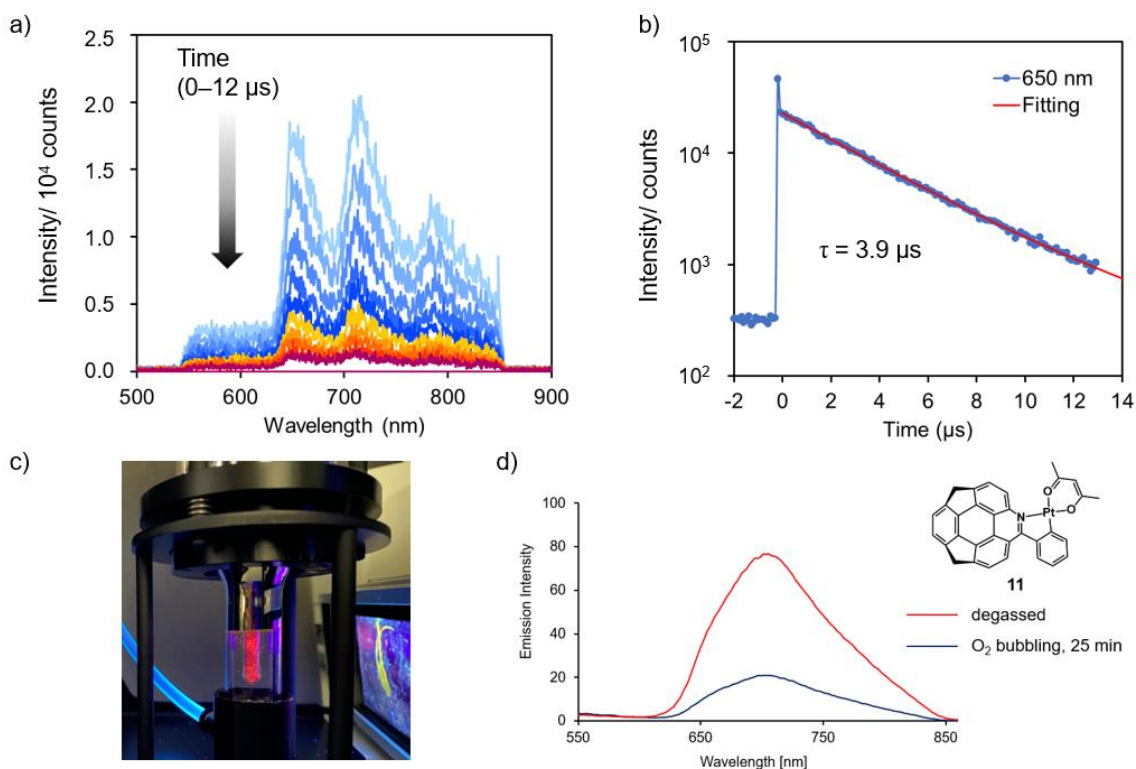 a)
2.5
2.0
1.5
1.0
0.5
0.0
Intensity/ 10⁴ counts
Time
(0–12 µs)
500 600 700 800 900
Wavelength (nm)
b)
10⁵
10⁴
10³
10²
Intensity/ counts
650 nm
Fitting
τ = 3.9 µs
-2 0 2 4 6 8 10 12 14
Time (µs)
c)
d)
100
80
60
40
20
0
Emission Intensity
550 650 750 850
Wavelength [nm]
O
N Pt O
11
degassed
O₂ bubbling, 25 min